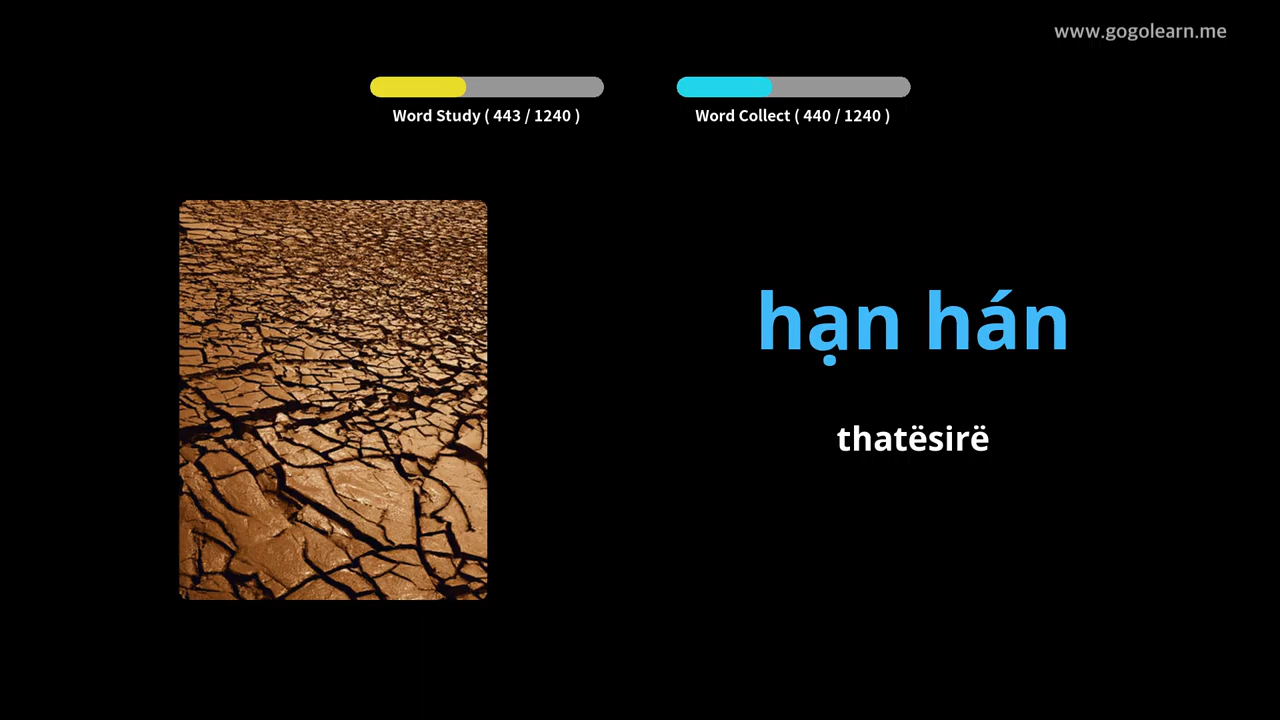 www.gogolearn.me
Word Study ( 443 / 1240 )
Word Collect ( 440 / 1240 )
hạn hán
thatësirë